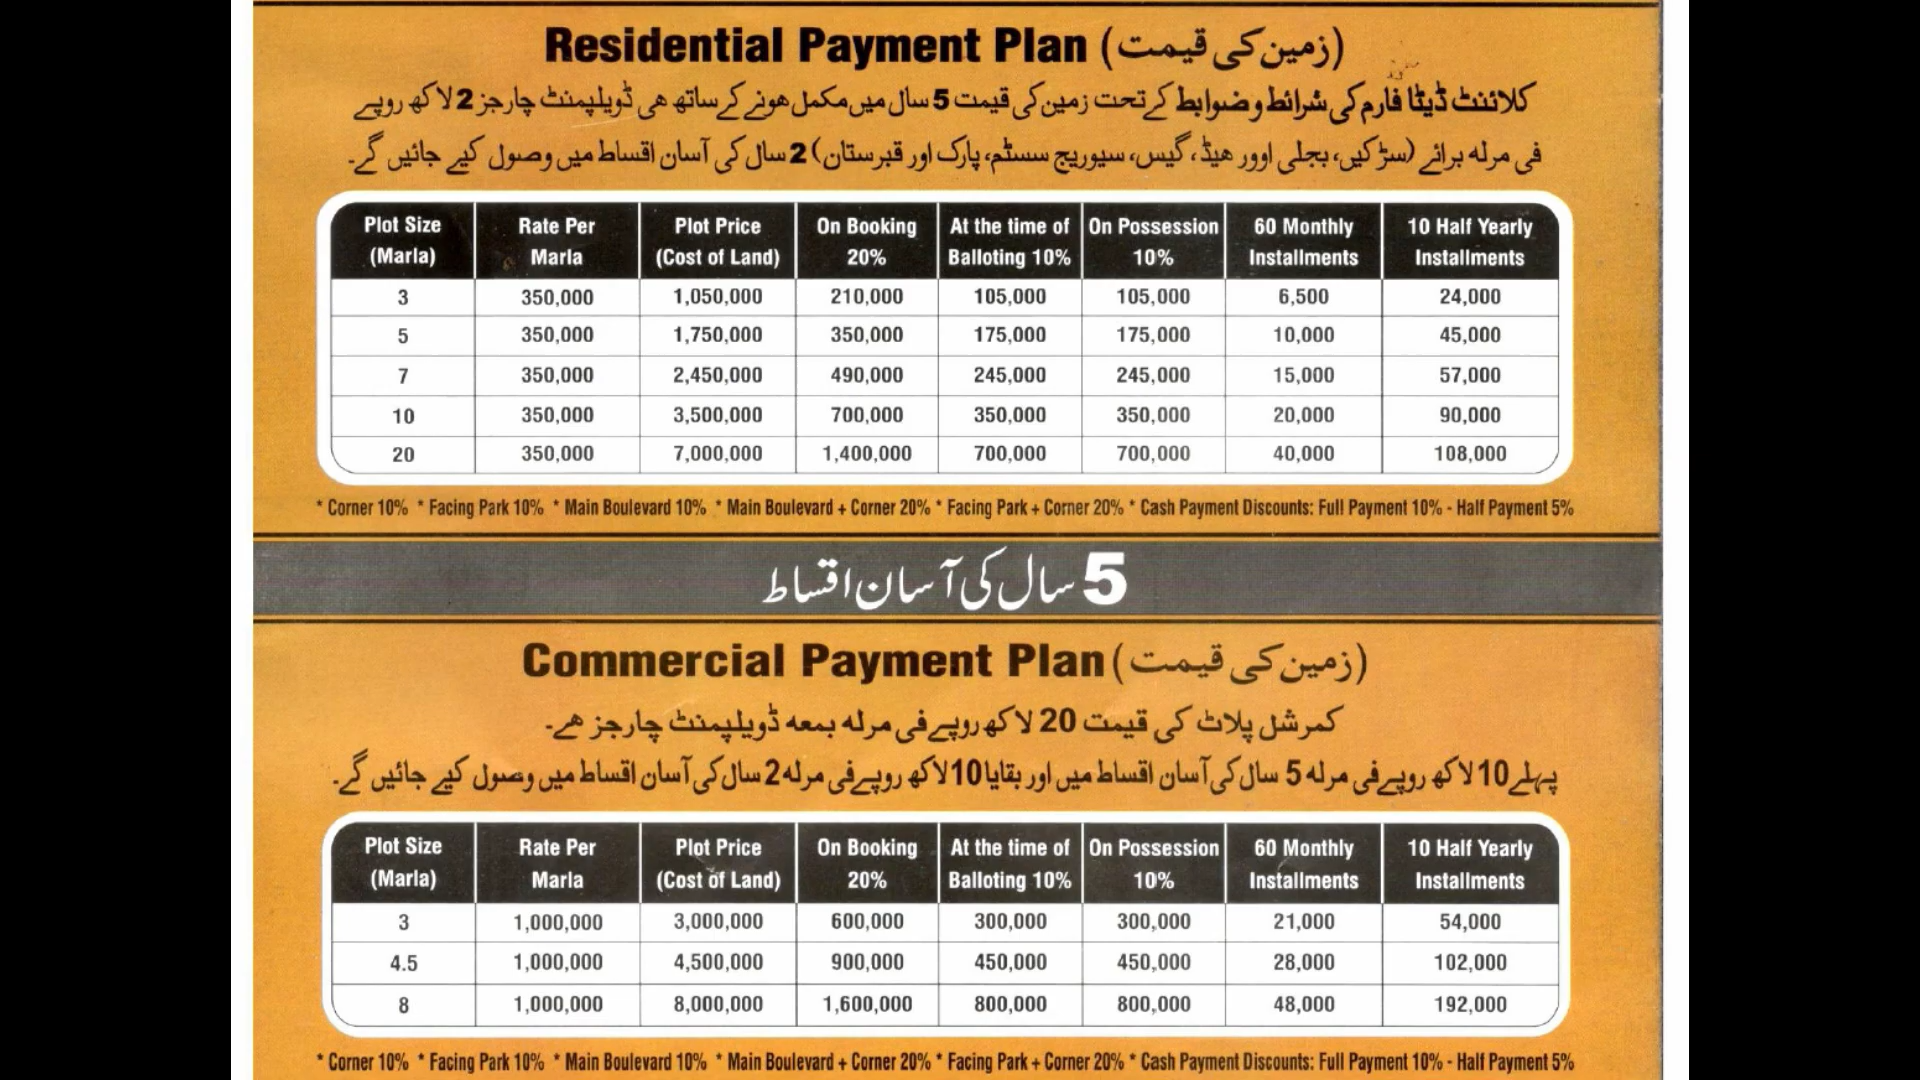 Residential Payment Plan (زمین کی قیمت)
کلائنٹ ڈیٹا فارم کی شرائط و ضوابط کے تحت زمین کی قیمت 5 سال میں مکمل ہونے کے ساتھ ھی ڈویلپمنٹ چارجز 2 لاکھ روپے
فی مرلہ برائے (سڑکیں، بجلی اوور ھیڈ، گیس، سیوریج سسٹم، پارک اور قبرستان) 2 سال کی آسان اقساط میں وصول کیے جائیں گے۔
Plot Size (Marla) Rate Per Marla Plot Price (Cost of Land) On Booking 20% At the time of Balloting 10% On Possession 10% 60 Monthly Installments 10 Half Yearly Installments
3 350,000 1,050,000 210,000 105,000 105,000 6,500 24,000
5 350,000 1,750,000 350,000 175,000 175,000 10,000 45,000
7 350,000 2,450,000 490,000 245,000 245,000 15,000 57,000
10 350,000 3,500,000 700,000 350,000 350,000 20,000 90,000
20 350,000 7,000,000 1,400,000 700,000 700,000 40,000 108,000
* Corner 10% * Facing Park 10% * Main Boulevard 10% * Main Boulevard + Corner 20% * Facing Park + Corner 20% * Cash Payment Discounts: Full Payment 10% - Half Payment 5%
5 سال کی آسان اقساط
Commercial Payment Plan (زمین کی قیمت)
کمرشل پلاٹ کی قیمت 20 لاکھ روپے فی مرلہ بمعہ ڈویلپمنٹ چارجز ھے۔
پہلے 10 لاکھ روپے فی مرلہ 5 سال کی آسان اقساط میں اور بقایا 10 لاکھ روپے فی مرلہ 2 سال کی آسان اقساط میں وصول کیے جائیں گے۔
Plot Size (Marla) Rate Per Marla Plot Price (Cost of Land) On Booking 20% At the time of Balloting 10% On Possession 10% 60 Monthly Installments 10 Half Yearly Installments
3 1,000,000 3,000,000 600,000 300,000 300,000 21,000 54,000
4.5 1,000,000 4,500,000 900,000 450,000 450,000 28,000 102,000
8 1,000,000 8,000,000 1,600,000 800,000 800,000 48,000 192,000
* Corner 10% * Facing Park 10% * Main Boulevard 10% * Main Boulevard + Corner 20% * Facing Park + Corner 20% * Cash Payment Discounts: Full Payment 10% - Half Payment 5%